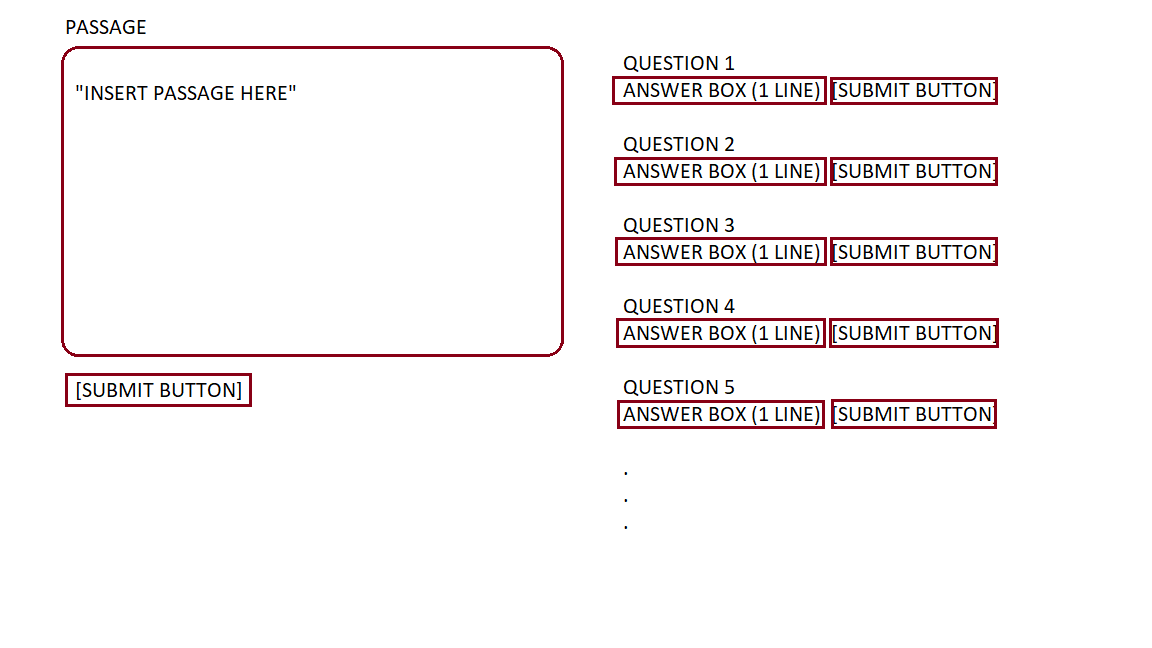 PASSAGE
"INSERT PASSAGE HERE"
[SUBMIT BUTTON]
QUESTION 1
ANSWER BOX (1 LINE) [SUBMIT BUTTON]
QUESTION 2
ANSWER BOX (1 LINE) [SUBMIT BUTTON]
QUESTION 3
ANSWER BOX (1 LINE) [SUBMIT BUTTON]
QUESTION 4
ANSWER BOX (1 LINE) [SUBMIT BUTTON]
QUESTION 5
ANSWER BOX (1 LINE) [SUBMIT BUTTON]
.
.
.